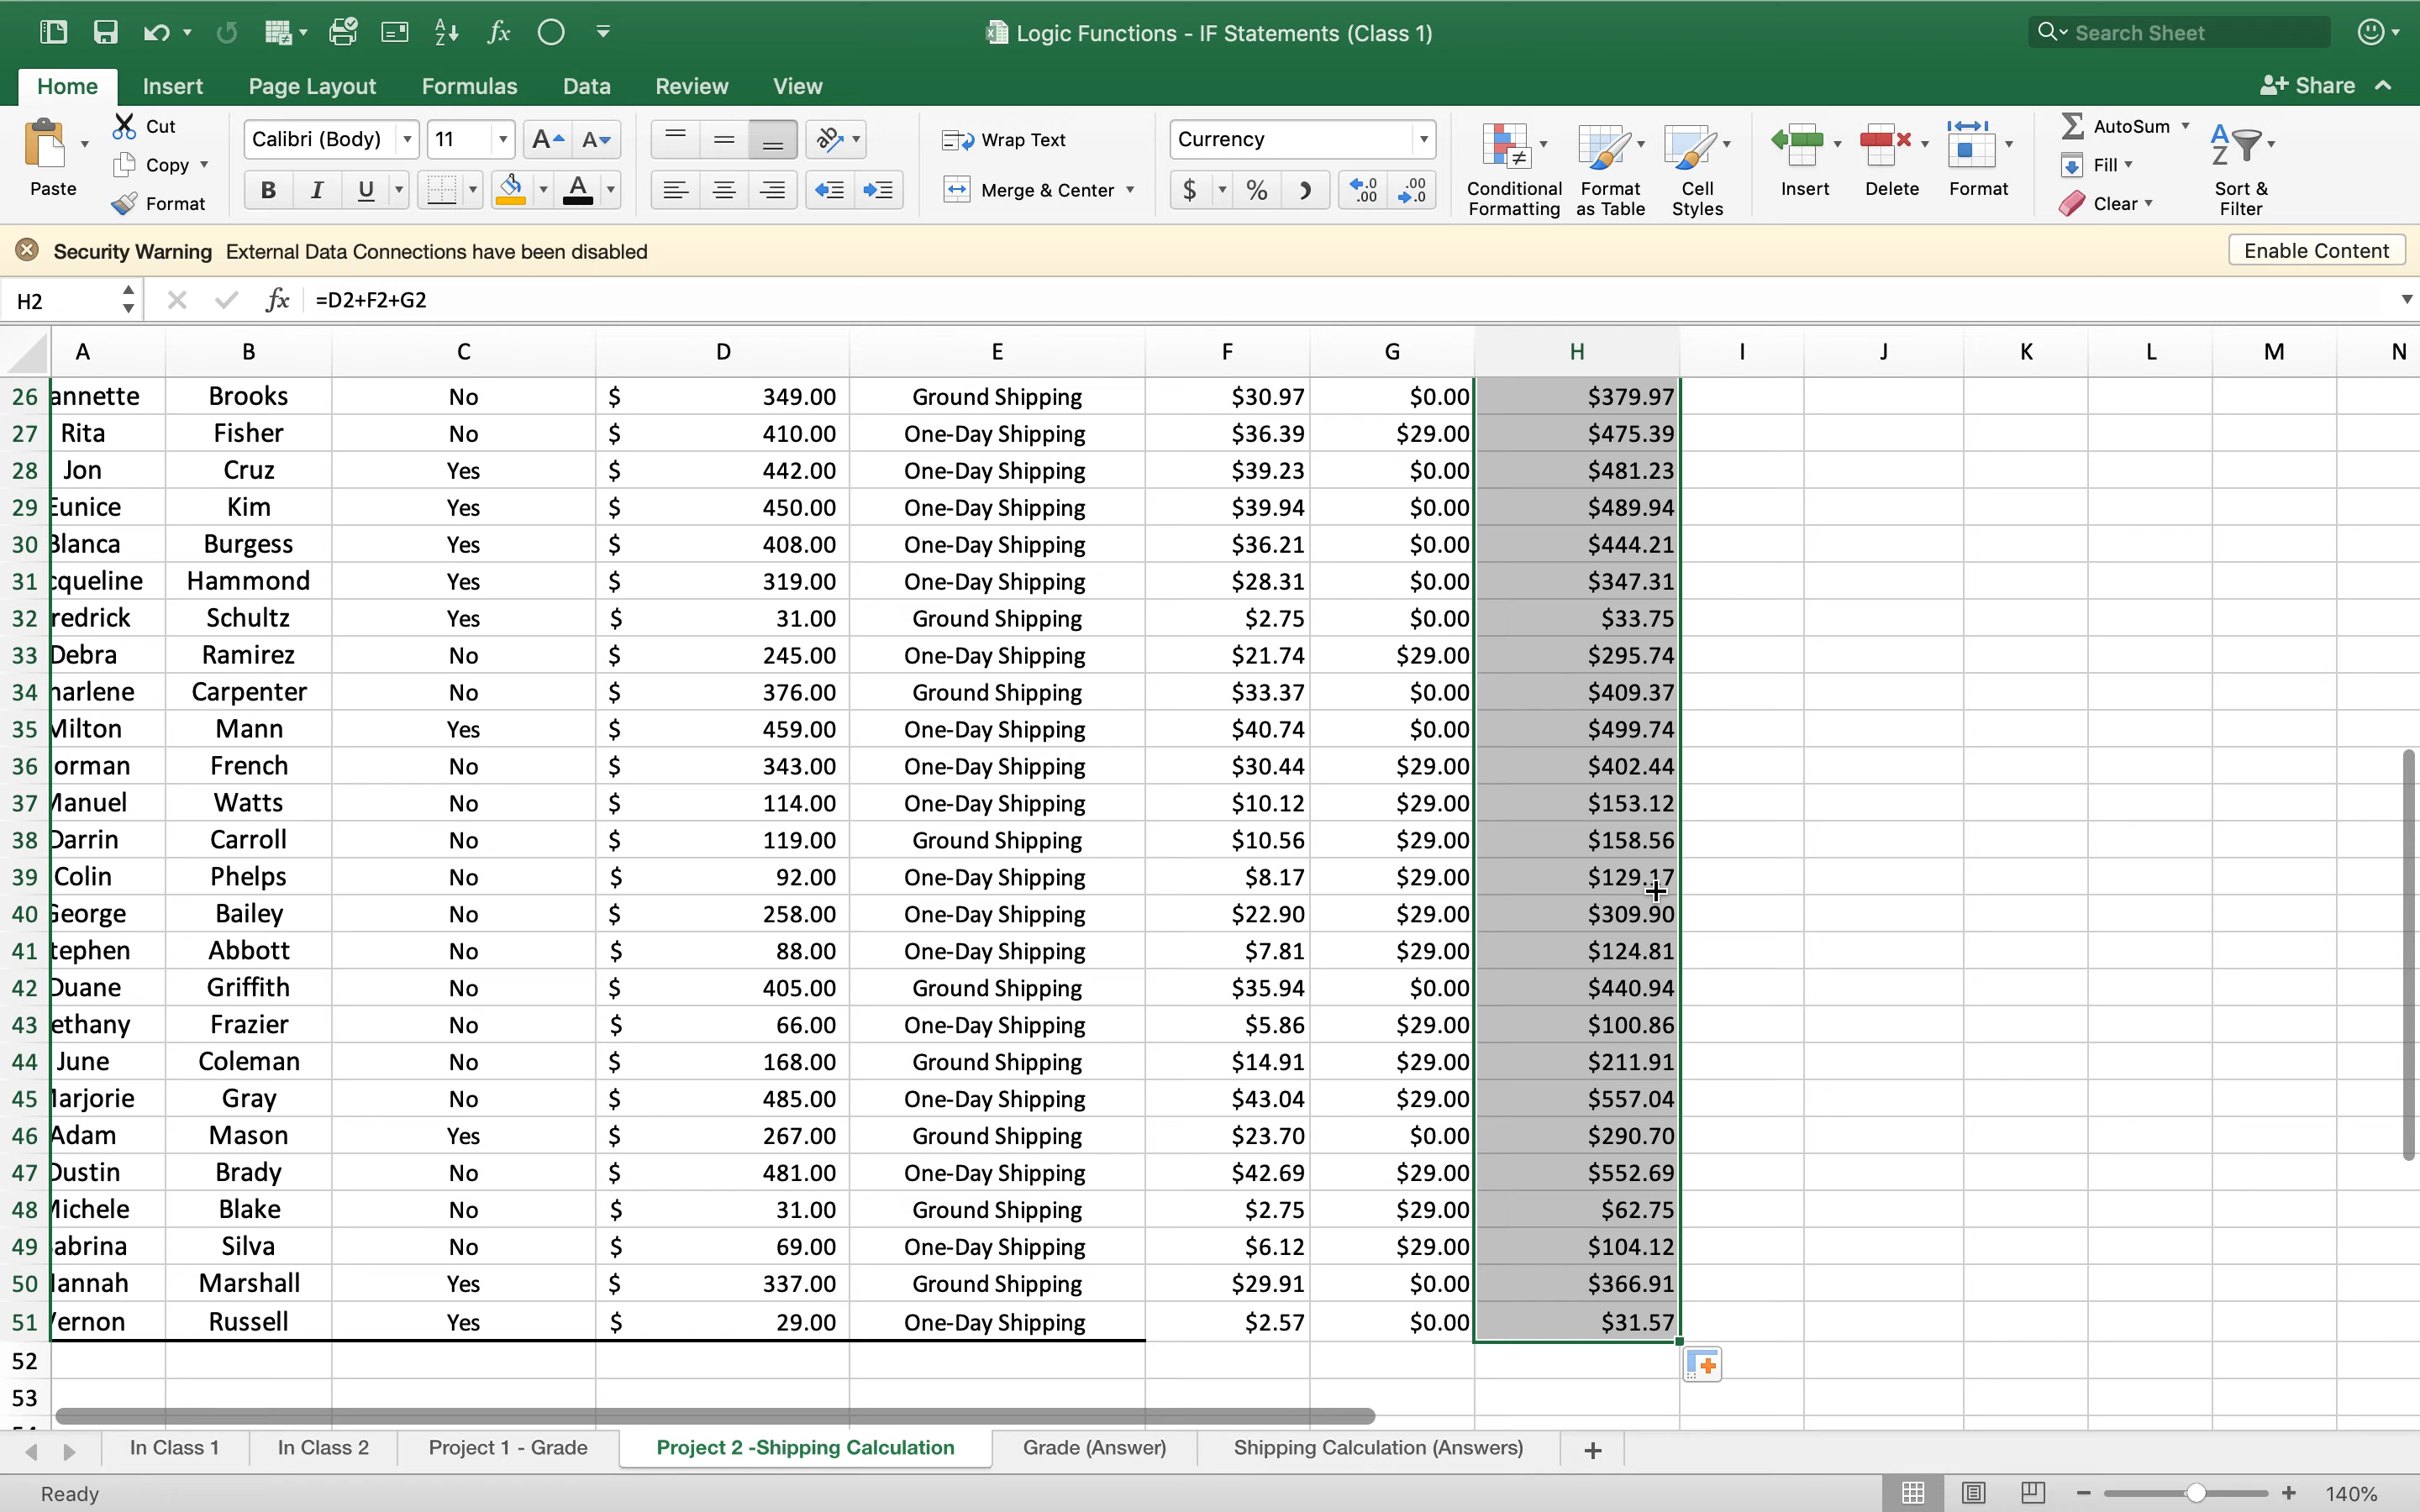 Logic Functions - IF Statements (Class 1)
Search Sheet
Home Insert Page Layout Formulas Data Review View
Share
Paste
Cut
Copy
Format
Calibri (Body) 11
B I U
Wrap Text
Merge & Center
Currency
$ % )
Conditional Formatting
Format as Table
Cell Styles
Insert
Delete
Format
AutoSum
Fill
Clear
Sort & Filter
Security Warning External Data Connections have been disabled
Enable Content
H2 fx =D2+F2+G2
A B C D E F G H I J K L M N
26 annette Brooks No $ 349.00 Ground Shipping $30.97 $0.00 $379.97
27 Rita Fisher No $ 410.00 One-Day Shipping $36.39 $29.00 $475.39
28 Jon Cruz Yes $ 442.00 One-Day Shipping $39.23 $0.00 $481.23
29 Eunice Kim Yes $ 450.00 One-Day Shipping $39.94 $0.00 $489.94
30 Blanca Burgess Yes $ 408.00 One-Day Shipping $36.21 $0.00 $444.21
31 cqueline Hammond Yes $ 319.00 One-Day Shipping $28.31 $0.00 $347.31
32 redrick Schultz Yes $ 31.00 Ground Shipping $2.75 $0.00 $33.75
33 Debra Ramirez No $ 245.00 One-Day Shipping $21.74 $29.00 $295.74
34 harlene Carpenter No $ 376.00 Ground Shipping $33.37 $0.00 $409.37
35 Milton Mann Yes $ 459.00 One-Day Shipping $40.74 $0.00 $499.74
36 orman French No $ 343.00 One-Day Shipping $30.44 $29.00 $402.44
37 Manuel Watts No $ 114.00 One-Day Shipping $10.12 $29.00 $153.12
38 Darrin Carroll No $ 119.00 Ground Shipping $10.56 $29.00 $158.56
39 Colin Phelps No $ 92.00 One-Day Shipping $8.17 $29.00 $129.17
40 George Bailey No $ 258.00 One-Day Shipping $22.90 $29.00 $309.90
41 tephen Abbott No $ 88.00 One-Day Shipping $7.81 $29.00 $124.81
42 Duane Griffith No $ 405.00 Ground Shipping $35.94 $0.00 $440.94
43 ethany Frazier No $ 66.00 One-Day Shipping $5.86 $29.00 $100.86
44 June Coleman No $ 168.00 Ground Shipping $14.91 $29.00 $211.91
45 Marjorie Gray No $ 485.00 One-Day Shipping $43.04 $29.00 $557.04
46 Adam Mason Yes $ 267.00 Ground Shipping $23.70 $0.00 $290.70
47 Dustin Brady No $ 481.00 One-Day Shipping $42.69 $29.00 $552.69
48 Michele Blake No $ 31.00 Ground Shipping $2.75 $29.00 $62.75
49 abrina Silva No $ 69.00 One-Day Shipping $6.12 $29.00 $104.12
50 Hannah Marshall Yes $ 337.00 Ground Shipping $29.91 $0.00 $366.91
51 Vernon Russell Yes $ 29.00 One-Day Shipping $2.57 $0.00 $31.57
52
53
In Class 1 In Class 2 Project 1 - Grade Project 2 -Shipping Calculation Grade (Answer) Shipping Calculation (Answers) +
Ready
140%